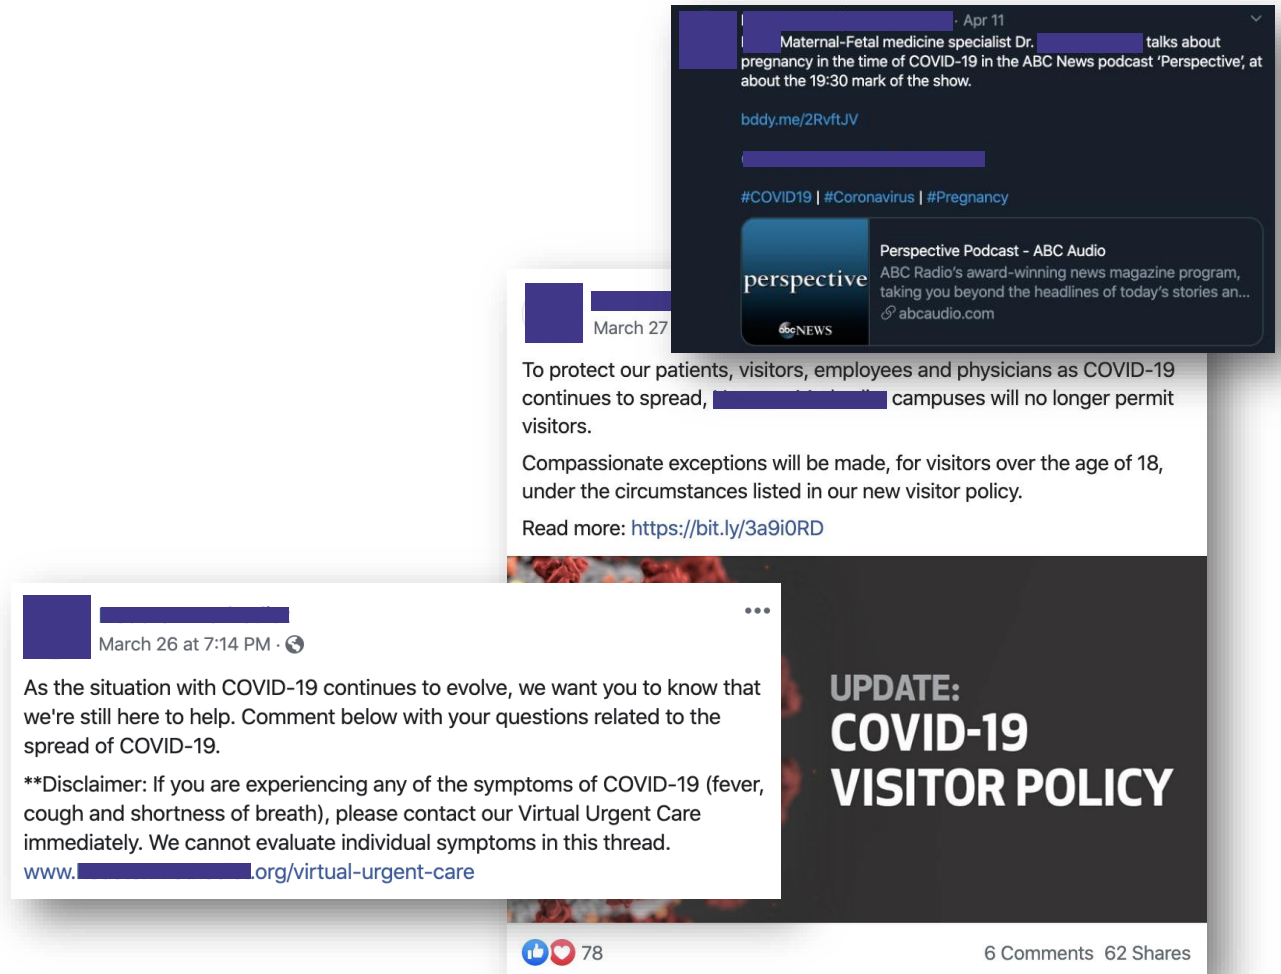 · Apr 11
Maternal-Fetal medicine specialist Dr. talks about
pregnancy in the time of COVID-19 in the ABC News podcast 'Perspective', at
about the 19:30 mark of the show.
bddy.me/2RvftJV
#COVID19 | #Coronavirus | #Pregnancy
perspective
abc NEWS
Perspective Podcast - ABC Audio
ABC Radio's award-winning news magazine program,
taking you beyond the headlines of today's stories an...
abcaudio.com
March 27
To protect our patients, visitors, employees and physicians as COVID-19
continues to spread, campuses will no longer permit
visitors.
Compassionate exceptions will be made, for visitors over the age of 18,
under the circumstances listed in our new visitor policy.
Read more: https://bit.ly/3a9i0RD
UPDATE:
COVID-19
VISITOR POLICY
78
6 Comments 62 Shares
March 26 at 7:14 PM ·
As the situation with COVID-19 continues to evolve, we want you to know that
we're still here to help. Comment below with your questions related to the
spread of COVID-19.
**Disclaimer: If you are experiencing any of the symptoms of COVID-19 (fever,
cough and shortness of breath), please contact our Virtual Urgent Care
immediately. We cannot evaluate individual symptoms in this thread.
www. .org/virtual-urgent-care